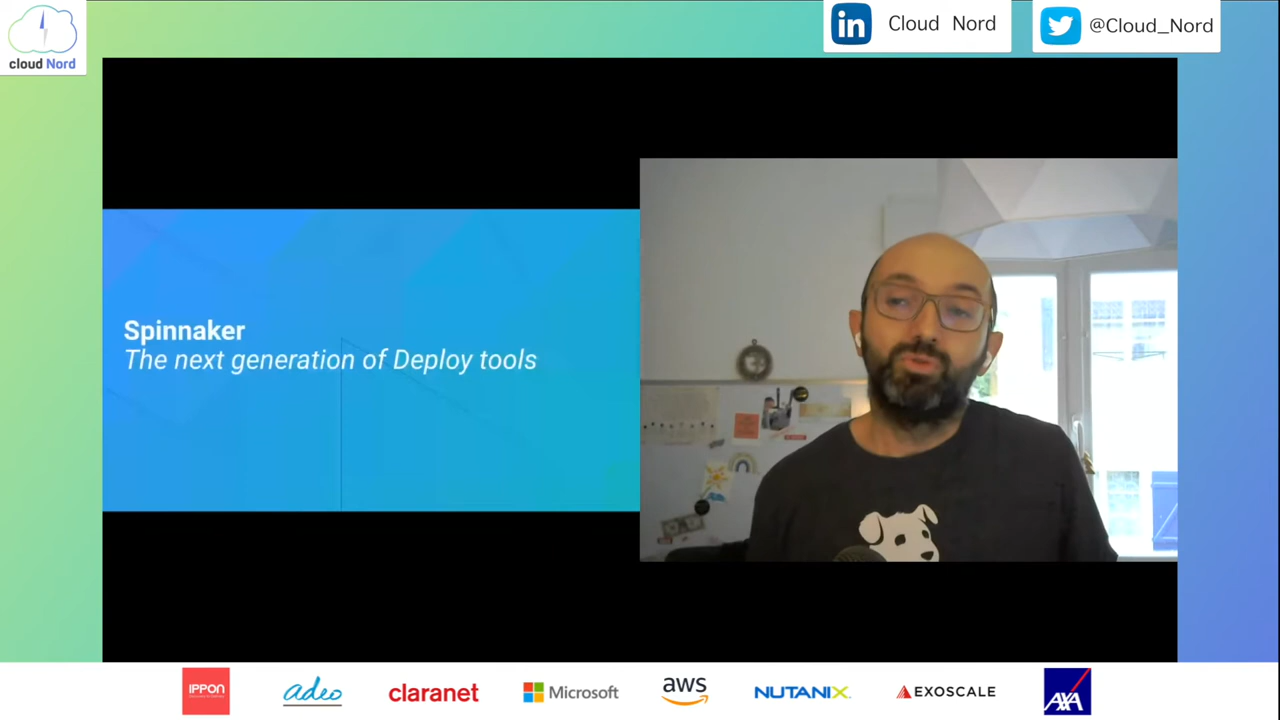 cloud Nord
in
Cloud Nord
@Cloud_Nord
Spinnaker
The next generation of Deploy tools
IPPON
adeo
claranet
Microsoft
aws
NUTANIX
EXOSCALE
AXA